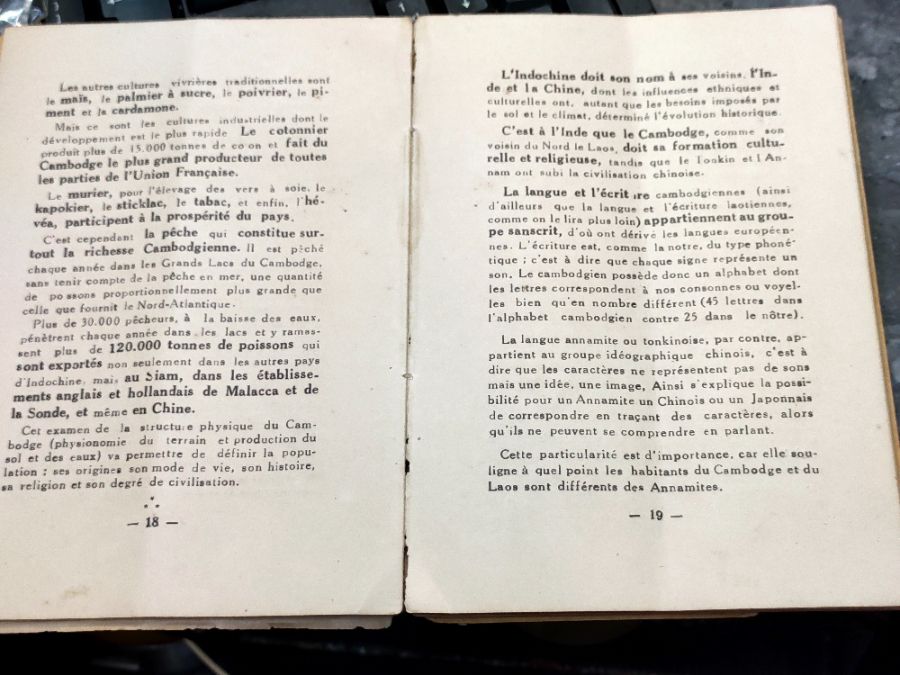 Les autres cultures vivrières traditionnelles sont
le maïs, le palmier à sucre, le poivrier, le pi-
ment et la cardamone.
Mais ce sont les cultures industrielles dont le
développement est le plus rapide Le cotonnier
produit plus de 15.000 tonnes de co on et fait du
Cambodge le plus grand producteur de toutes
les parties de l'Union Française.
Le murier, pour l'élevage des vers à soie, le
kapokier, le sticklac, le tabac, et enfin, l'hé-
véa, participent à la prospérité du pays.
C'est cependant la pêche qui constitue sur-
tout la richesse Cambodgienne. Il est pêché
chaque année dans les Grands Lacs du Cambodge,
sans tenir compte de la pêche en mer, une quantité
de po ssons proportionnellement plus grande que
celle que fournit le Nord-Atlantique.
Plus de 30.000 pêcheurs, à la baisse des eaux,
pénètrent chaque année dans les lacs et y ramas-
sent plus de 120.000 tonnes de poissons qui
sont exportés non seulement dans les autres pays
d'Indochine, mais au Siam, dans les établisse-
ments anglais et hollandais de Malacca et de
la Sonde, et même en Chine.
Cet examen de la structure physique du Cam-
bodge (physionomie du terrain et production du
sol et des eaux) va permettre de définir la popu-
lation : ses origines son mode de vie, son histoire,
sa religion et son degré de civilisation.
— 18 —
L'Indochine doit son nom à ses voisins, l'In-
de et la Chine, dont les influences ethniques et
culturelles ont, autant que les besoins imposés par
le sol et le climat, déterminé l'évolution historique.
C'est à l'Inde que le Cambodge, comme son
voisin du Nord le Laos, doit sa formation cultu-
relle et religieuse, tandis que le Tonkin et l An-
nam ont subi la civilisation chinoise.
La langue et l'écrit ire cambodgiennes (ainsi
d'ailleurs que la langue et l'écriture laotiennes,
comme on le lira plus loin) appartiennent au grou-
pe sanscrit, d'où ont dérivé les langues européen-
nes. L'écriture est, comme la notre, du type phoné-
tique ; c'est à dire que chaque signe représente un
son. Le cambodgien possède donc un alphabet dont
les lettres correspondent à nos consonnes ou voyel-
les bien qu'en nombre différent (45 lettres dans
l'alphabet cambodgien contre 25 dans le nôtre).
La langue annamite ou tonkinoise, par contre, ap-
partient au groupe idéographique chinois, c'est à
dire que les caractères ne représentent pas de sons
mais une idée, une image. Ainsi s'explique la possi-
bilité pour un Annamite un Chinois ou un Japonnais
de correspondre en traçant des caractères, alors
qu'ils ne peuvent se comprendre en parlant.
Cette particularité est d'importance, car elle sou-
ligne à quel point les habitants du Cambodge et du
Laos sont différents des Annamites.
— 19 —